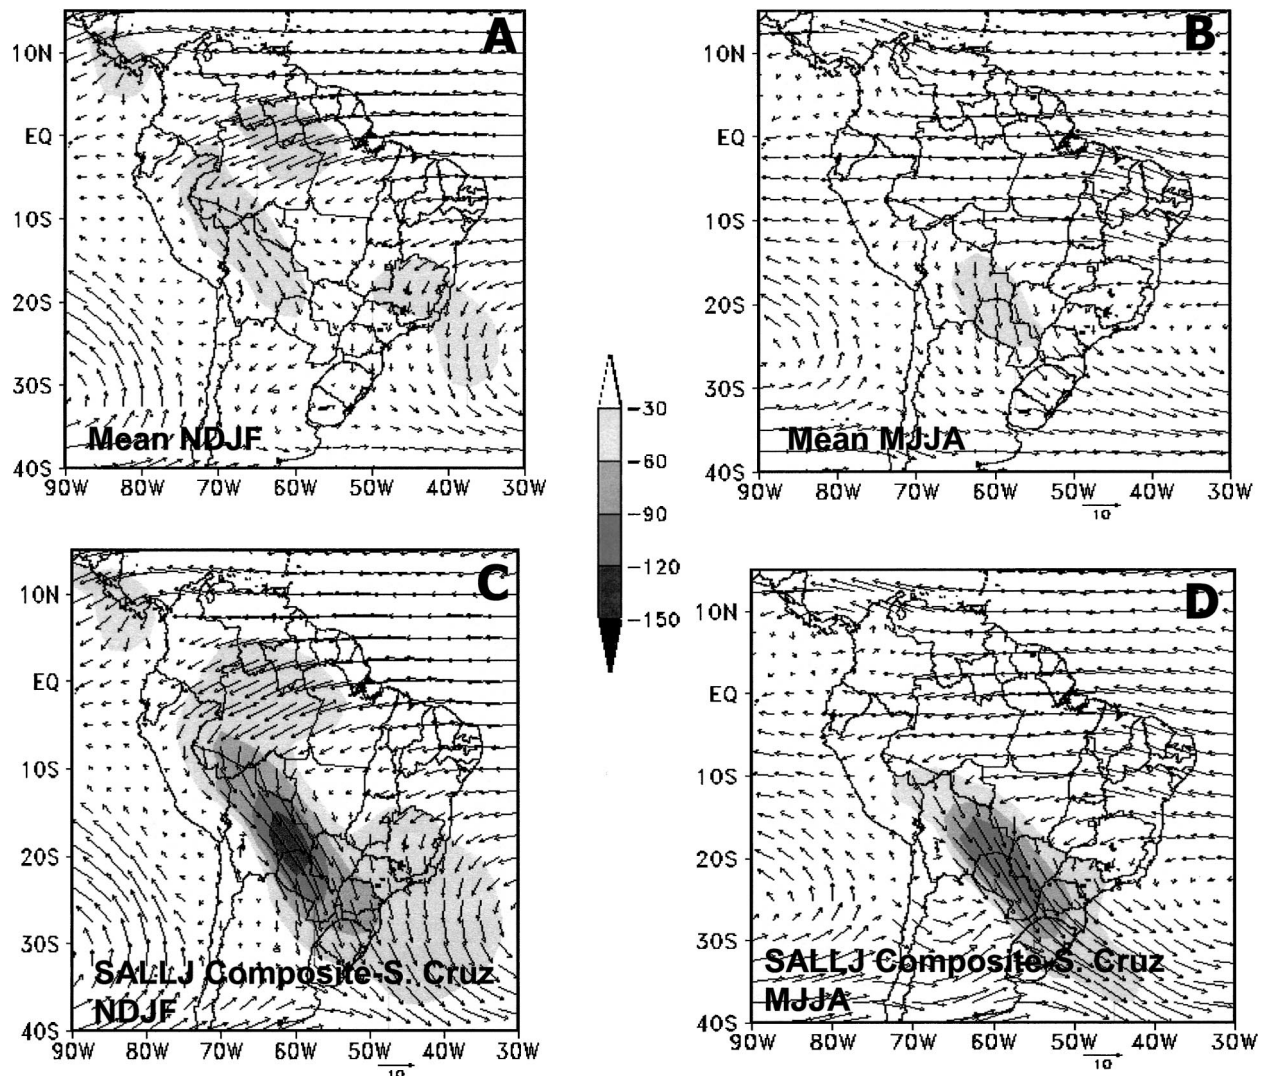 A
10N
EQ
10S
20S
30S
40S
Mean NDJF
90W 80W 70W 60W 50W 40W 30W
B
10N
EQ
10S
20S
30S
40S
Mean MJJA
90W 80W 70W 60W 50W 40W 30W
10
-30
-60
-90
-120
-150
C
10N
EQ
10S
20S
30S
40S
SALLJ Composite-S. Cruz
NDJF
90W 80W 70W 60W 50W 40W 30W
10
D
10N
EQ
10S
20S
30S
40S
SALLJ Composite-S. Cruz
MJJA
90W 80W 70W 60W 50W 40W 30W
10